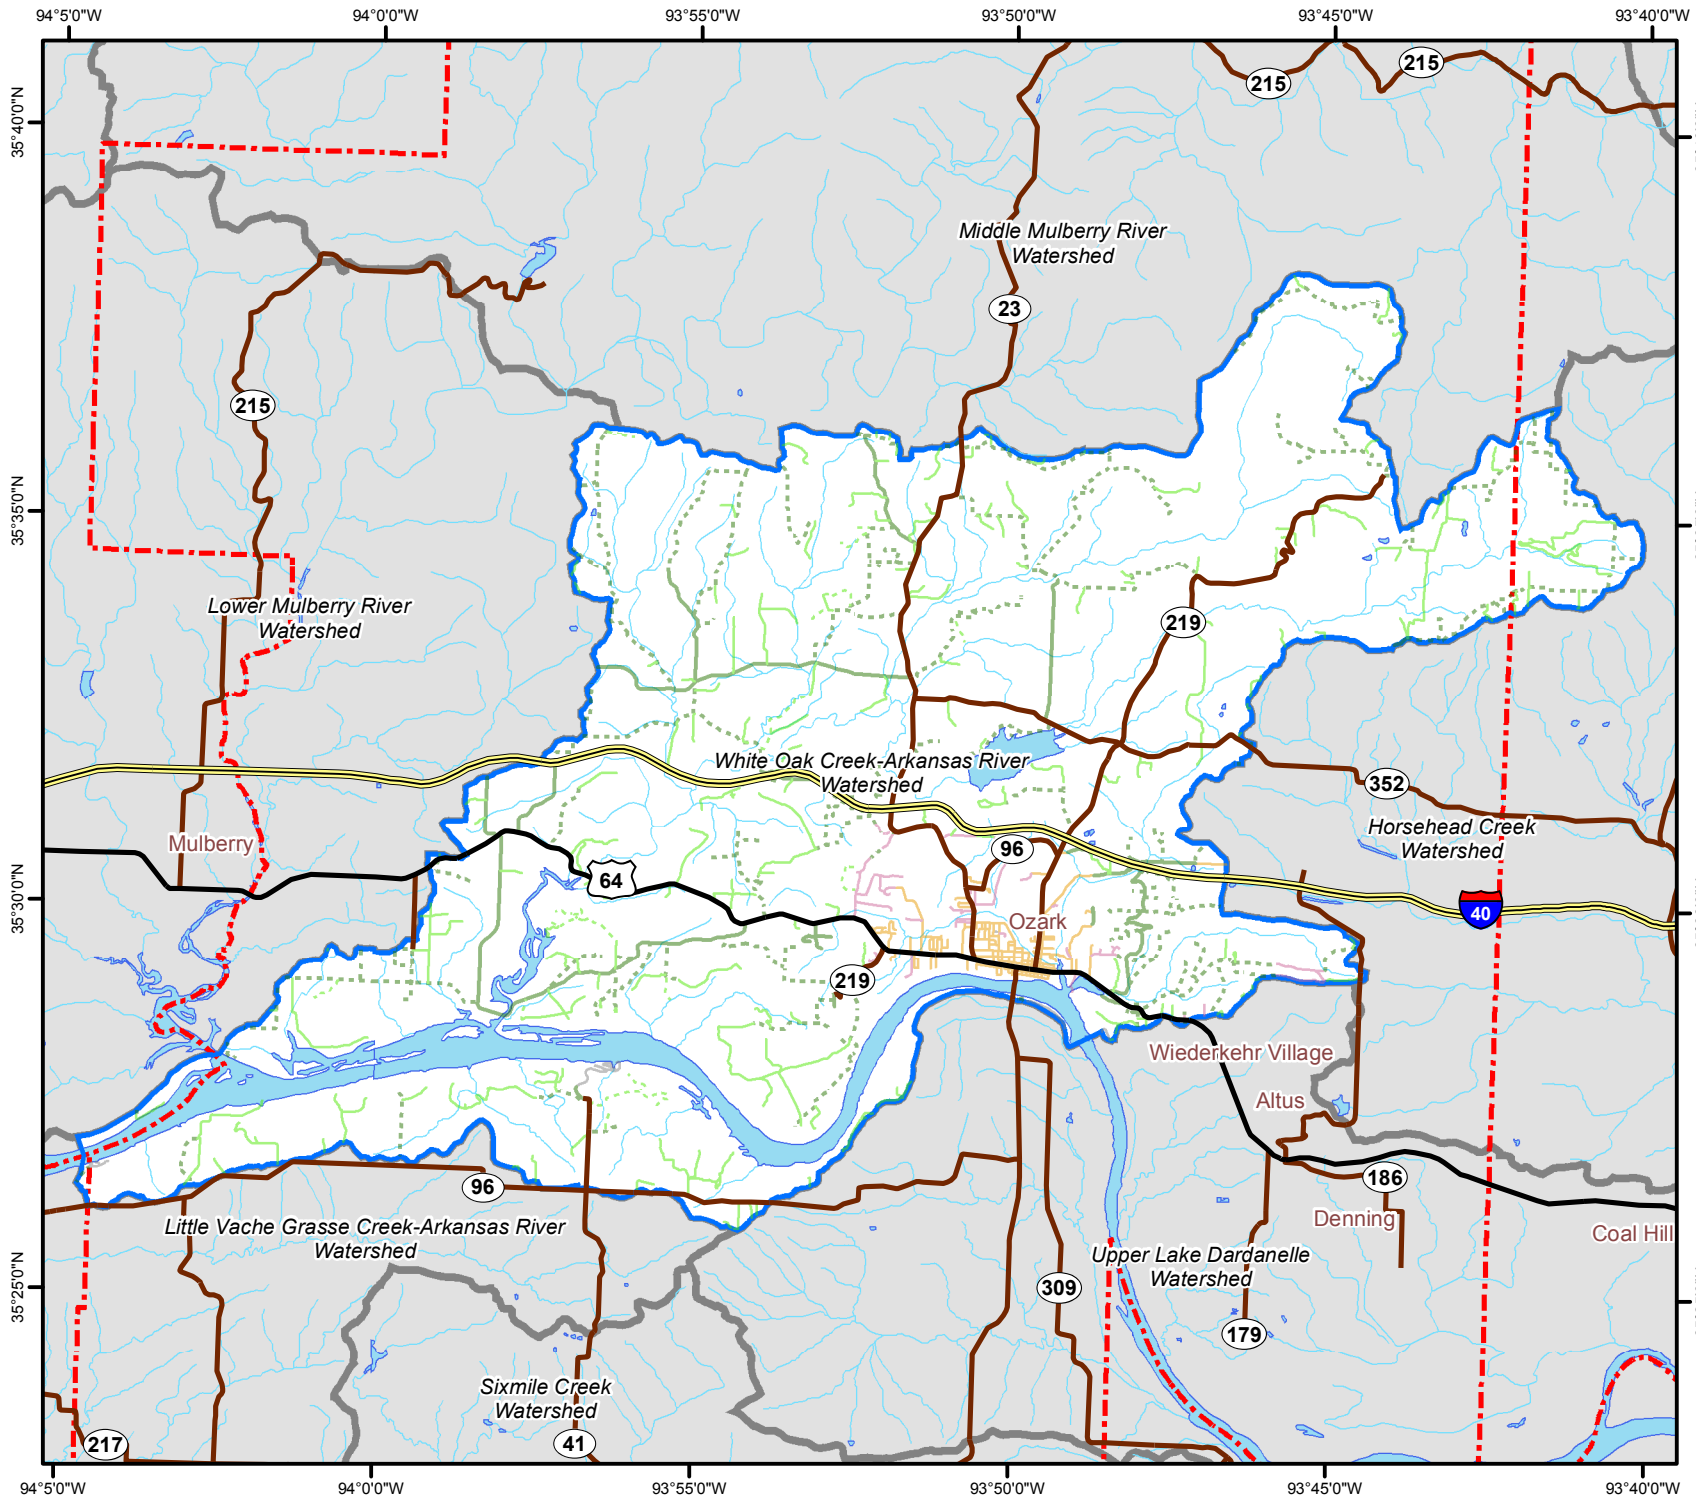 94°5'0"W
94°0'0"W
93°55'0"W
93°50'0"W
93°45'0"W
93°40'0"W
215
215
35°40'0"N
Middle Mulberry River
Watershed
23
215
35°35'0"N
Lower Mulberry River
Watershed
219
White Oak Creek-Arkansas River
Watershed
352
Mulberry
96
Horsehead Creek
Watershed
64
35°30'0"N
40
Ozark
219
Wiederkehr Village
Altus
186
96
Little Vache Grasse Creek-Arkansas River
Watershed
Denning
Coal Hill
Upper Lake Dardanelle
Watershed
35°25'0"N
309
179
Sixmile Creek
Watershed
217
41
94°5'0"W
94°0'0"W
93°55'0"W
93°50'0"W
93°45'0"W
93°40'0"W